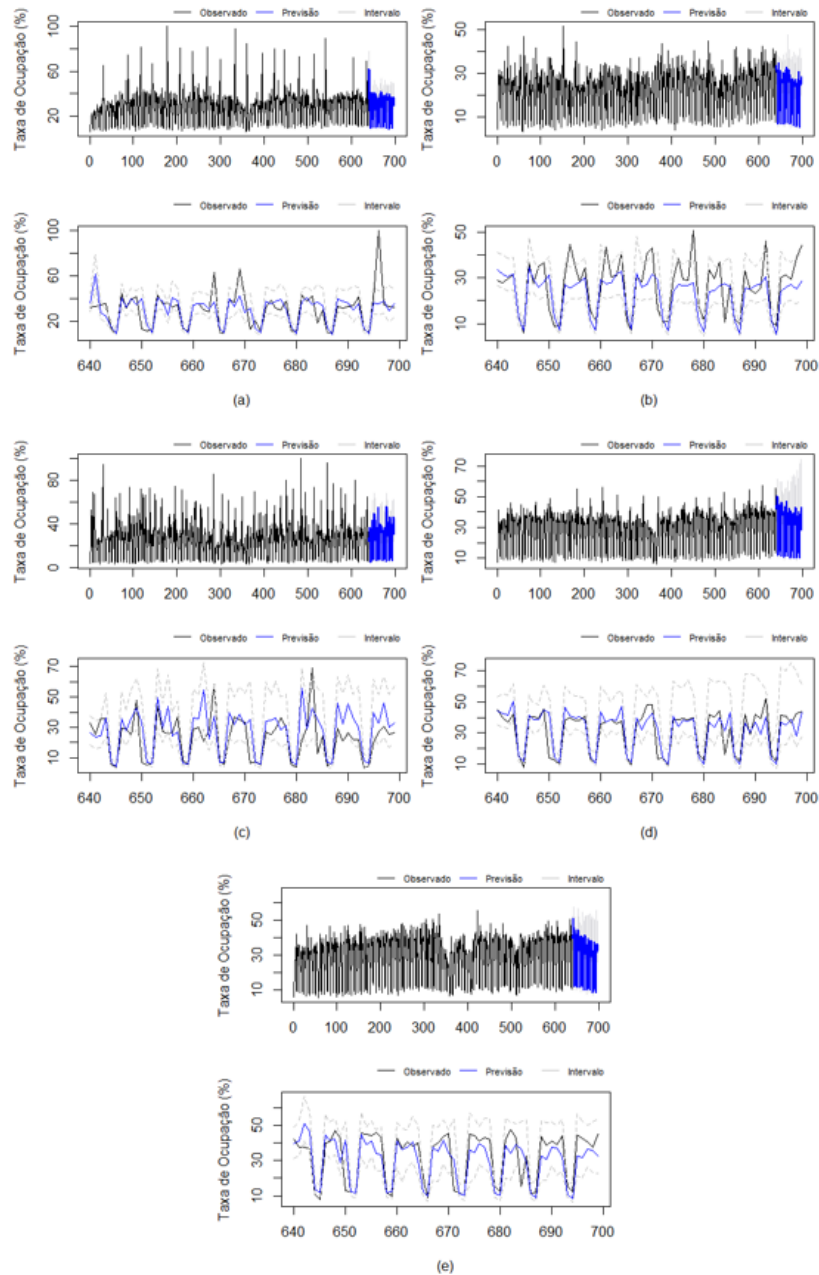 Observado Previsão Intervalo
Observado Previsão Intervalo
Taxa de Ocupação (%)
20 60 100
0 100 200 300 400 500 600 700
Taxa de Ocupação (%)
10 30 50
0 100 200 300 400 500 600 700
Observado Previsão Intervalo
Observado Previsão Intervalo
Taxa de Ocupação (%)
20 60 100
640 650 660 670 680 690 700
Taxa de Ocupação (%)
10 30 50
640 650 660 670 680 690 700
(a)
(b)
Observado Previsão Intervalo
Observado Previsão Intervalo
Taxa de Ocupação (%)
0 40 80
0 100 200 300 400 500 600 700
Taxa de Ocupação (%)
10 30 50 70
0 100 200 300 400 500 600 700
Observado Previsão Intervalo
Observado Previsão Intervalo
Taxa de Ocupação (%)
10 30 50 70
640 650 660 670 680 690 700
Taxa de Ocupação (%)
10 30 50 70
640 650 660 670 680 690 700
(c)
(d)
Observado Previsão Intervalo
Taxa de Ocupação (%)
10 30 50
0 100 200 300 400 500 600 700
Observado Previsão Intervalo
Taxa de Ocupação (%)
10 30 50
640 650 660 670 680 690 700
(e)